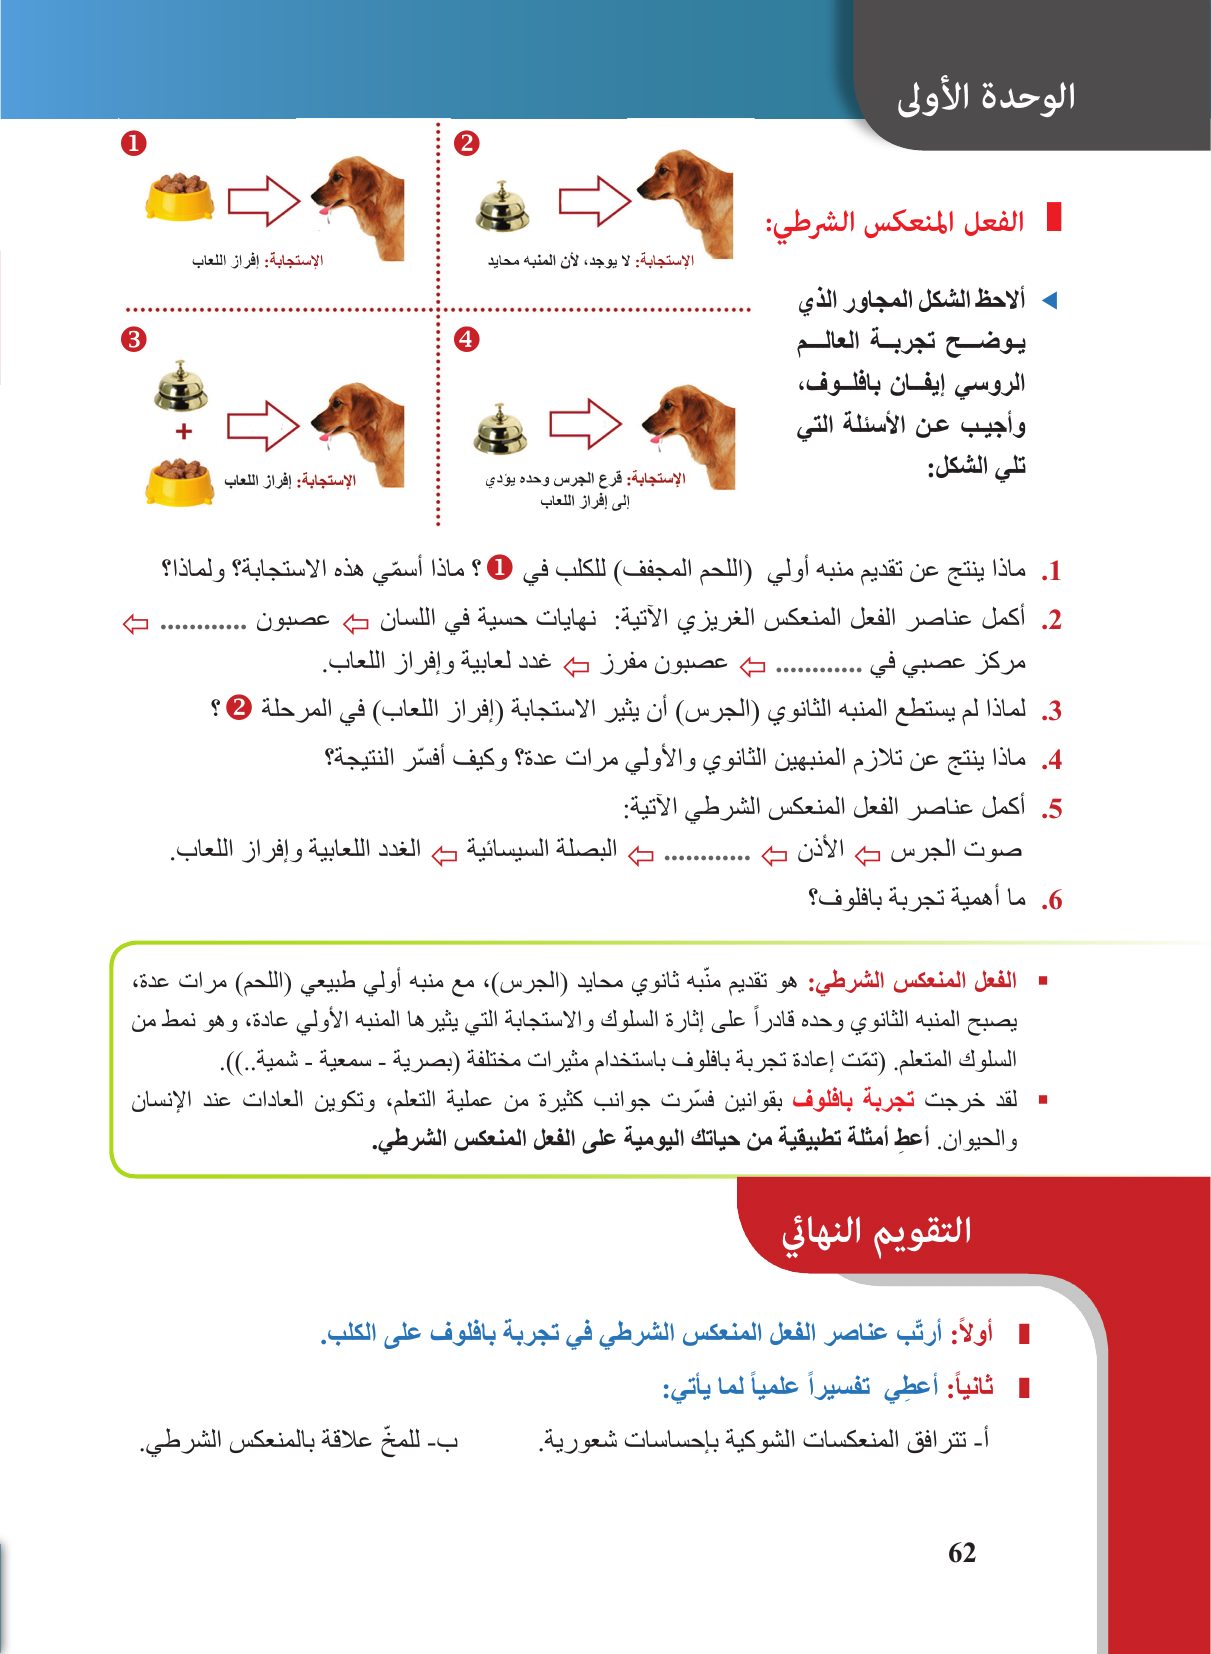 الوحدة الأولى
الفعل المنعكس الشرطي:
ألاحظ الشكل المجاور الذي
يوضح تجربة العالم
الروسي إيفان بافلوف،
وأجيب عن الأسئلة التي
تلي الشكل:
1
الاستجابة: إفراز اللعاب
2
الإستجابة: لا يوجد، لأن المنبه محايد
3
+
الإستجابة: إفراز اللعاب
4
الإستجابة: قرع الجرس وحده يؤدي
إلى إفراز اللعاب
1. ماذا ينتج عن تقديم منبه أولي (اللحم المجفف) للكلب في 1 ؟ ماذا أسمّي هذه الاستجابة؟ ولماذا؟
2. أكمل عناصر الفعل المنعكس الغريزي الآتية: نهايات حسية في اللسان ⇦ عصبون ............ ⇦
مركز عصبي في ............ ⇦ عصبون مفرز ⇦ غدد لعابية وإفراز اللعاب.
3. لماذا لم يستطع المنبه الثانوي (الجرس) أن يثير الاستجابة (إفراز اللعاب) في المرحلة 2 ؟
4. ماذا ينتج عن تلازم المنبهين الثانوي والأولي مرات عدة؟ وكيف أفسّر النتيجة؟
5. أكمل عناصر الفعل المنعكس الشرطي الآتية:
صوت الجرس ⇦ الأذن ⇦ ............ ⇦ البصلة السيسائية ⇦ الغدد اللعابية وإفراز اللعاب.
6. ما أهمية تجربة بافلوف؟
▪ الفعل المنعكس الشرطي: هو تقديم منّبه ثانوي محايد (الجرس)، مع منبه أولي طبيعي (اللحم) مرات عدة،
يصبح المنبه الثانوي وحده قادراً على إثارة السلوك والاستجابة التي يثيرها المنبه الأولي عادة، وهو نمط من
السلوك المتعلم. (تمّت إعادة تجربة بافلوف باستخدام مثيرات مختلفة (بصرية - سمعية - شمية..)).
▪ لقد خرجت تجربة بافلوف بقوانين فسّرت جوانب كثيرة من عملية التعلم، وتكوين العادات عند الإنسان
والحيوان. أعطِ أمثلة تطبيقية من حياتك اليومية على الفعل المنعكس الشرطي.
التقويم النهائي
أولاً: أرتّب عناصر الفعل المنعكس الشرطي في تجربة بافلوف على الكلب.
ثانياً: أعطِي تفسيراً علمياً لما يأتي:
أ- تترافق المنعكسات الشوكية بإحساسات شعورية. ب- للمخّ علاقة بالمنعكس الشرطي.
62